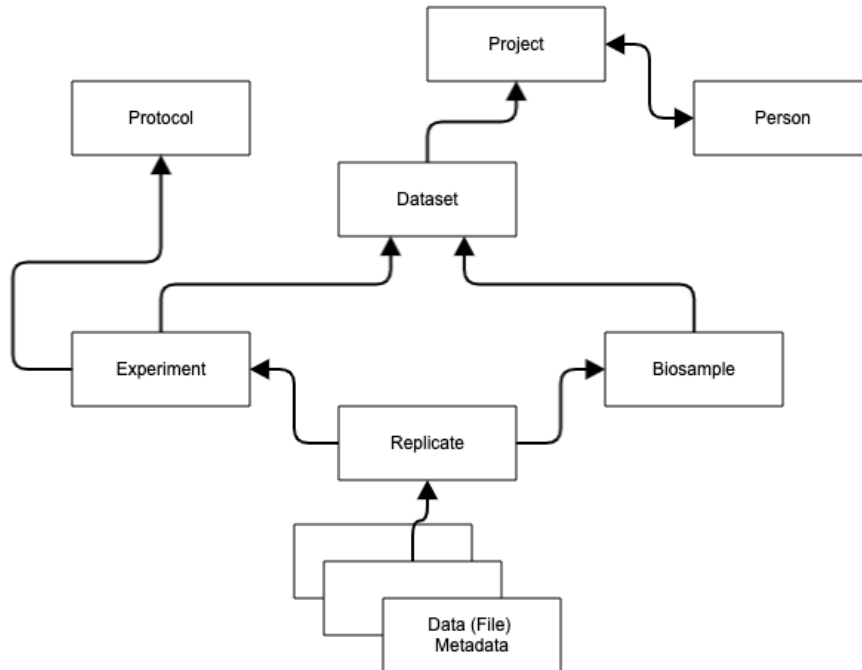 Project
Protocol
Person
Dataset
Experiment
Biosample
Replicate
Data (File)
Metadata